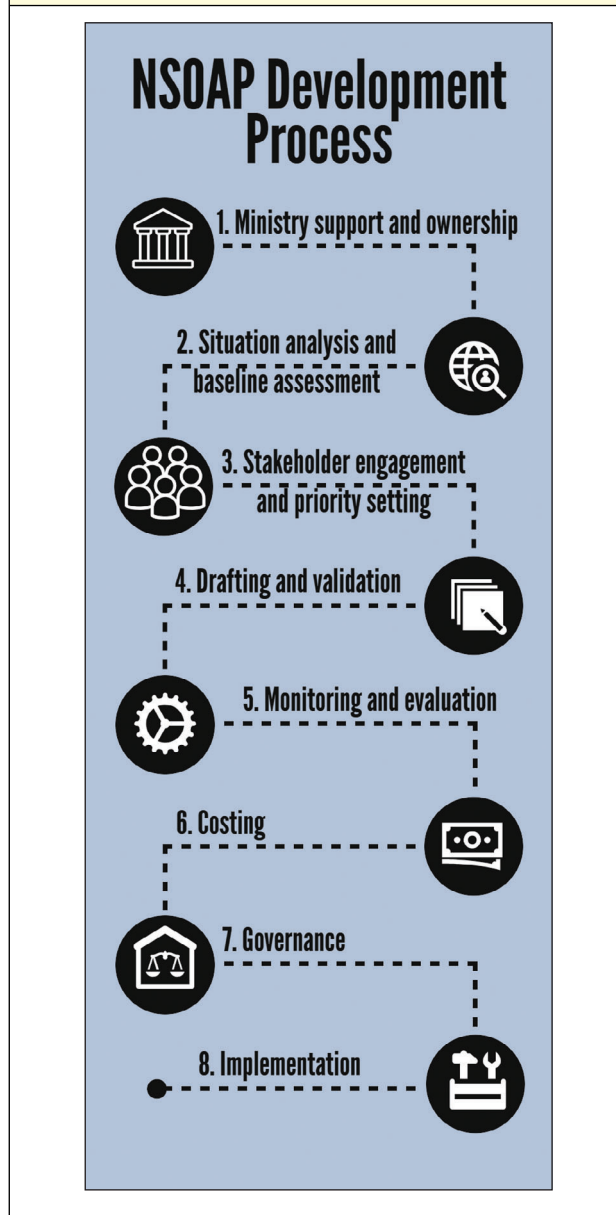 NSOAP Development
Process
1. Ministry support and ownership
2. Situation analysis and
baseline assessment
3. Stakeholder engagement
and priority setting
4. Drafting and validation
5. Monitoring and evaluation
6. Costing
7. Governance
8. Implementation